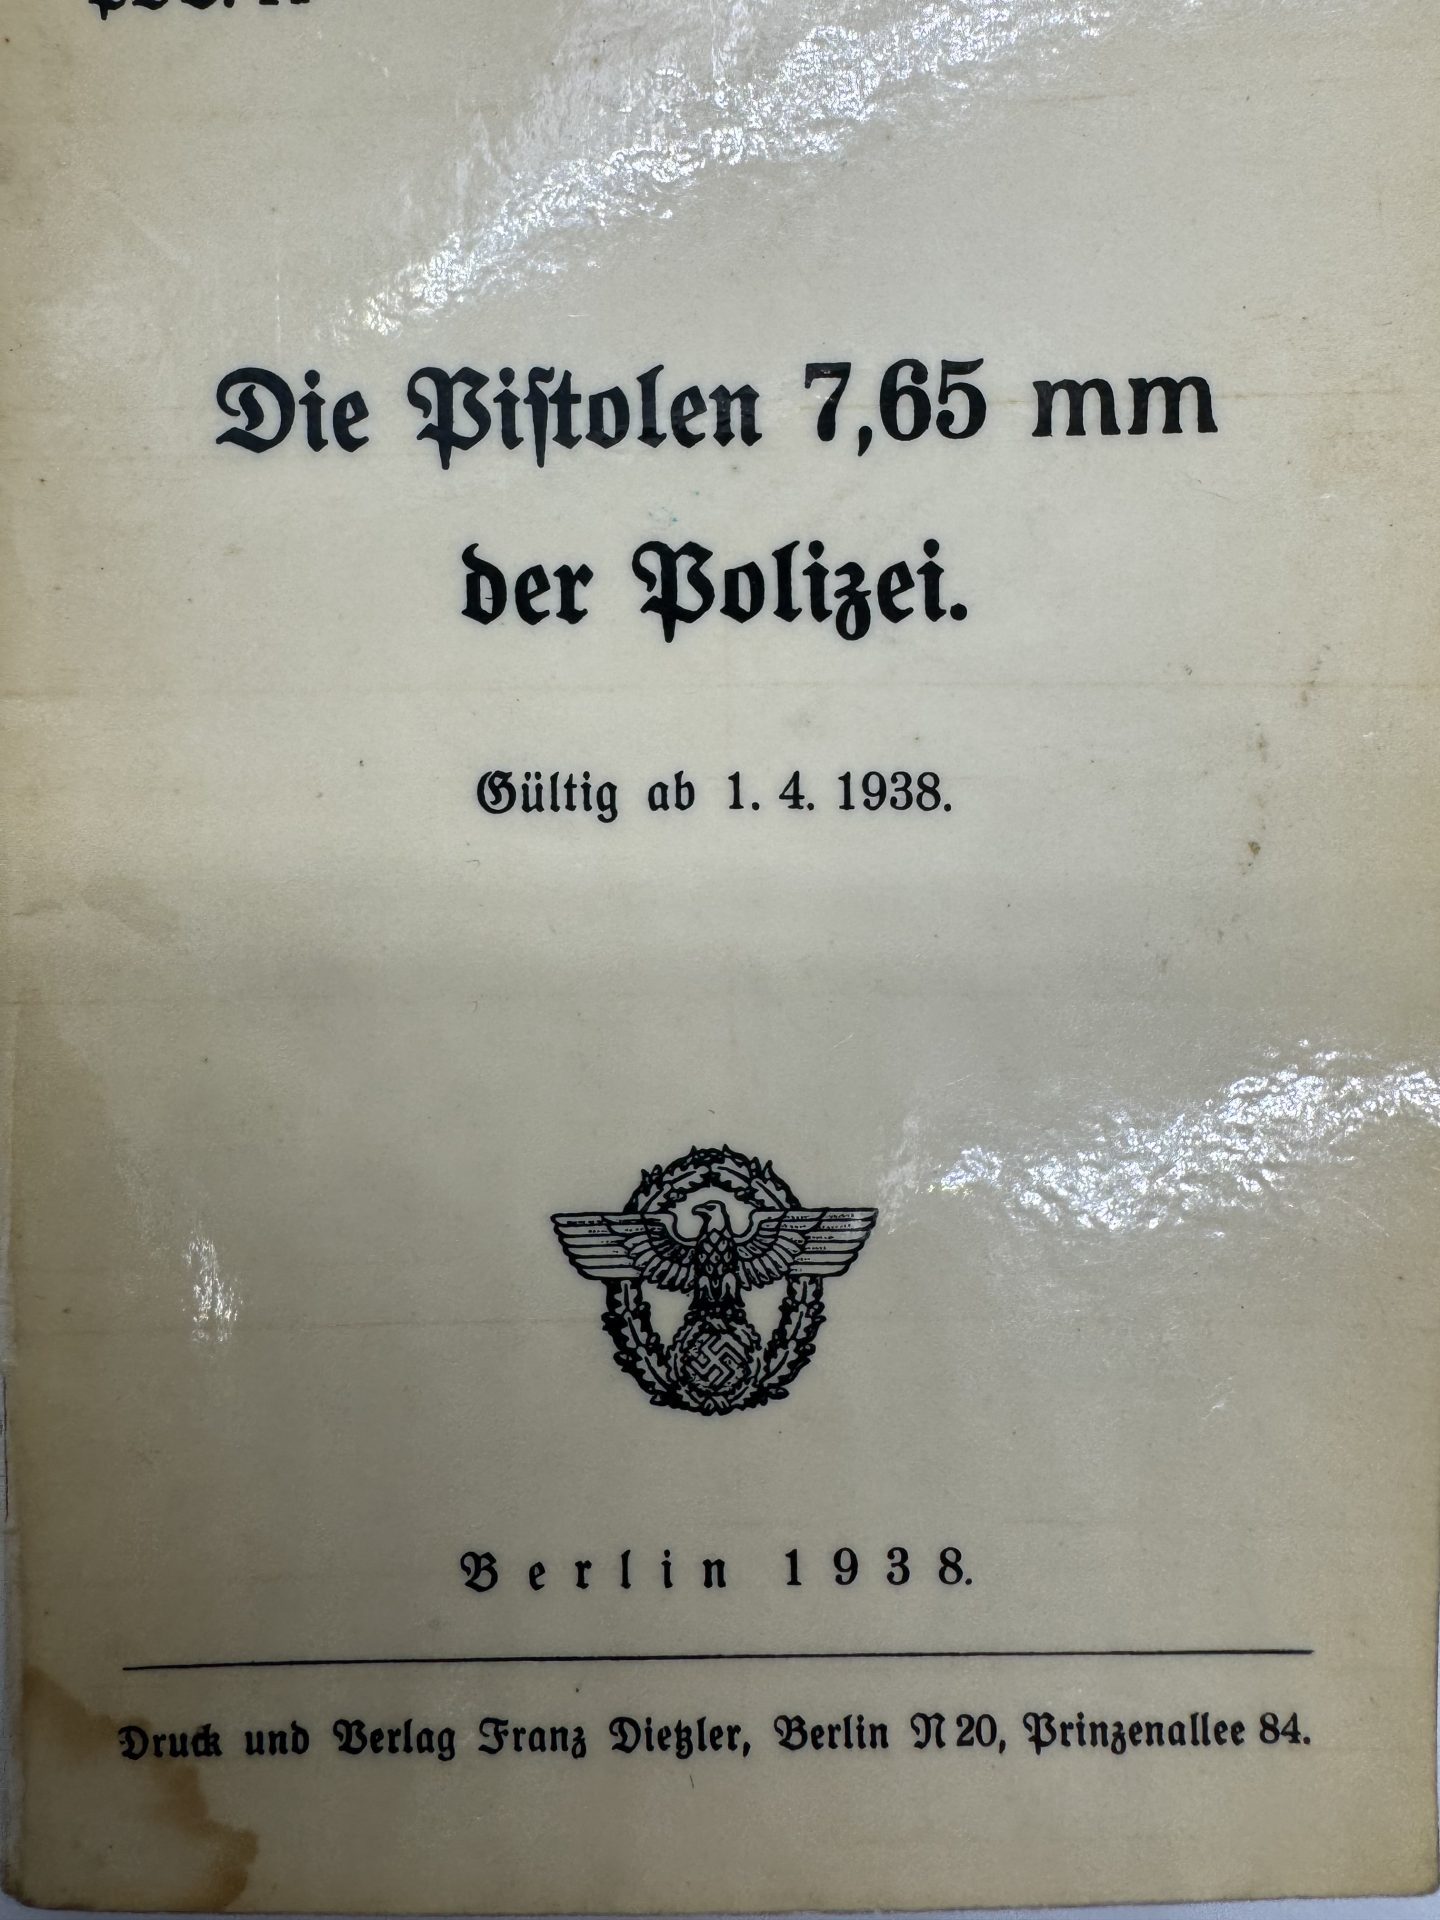 Die Pistolen 7,65 mm
der Polizei.
Gültig ab 1. 4. 1938.
Berlin 1938.
Druck und Verlag Franz Dietzler, Berlin N 20, Prinzenallee 84.